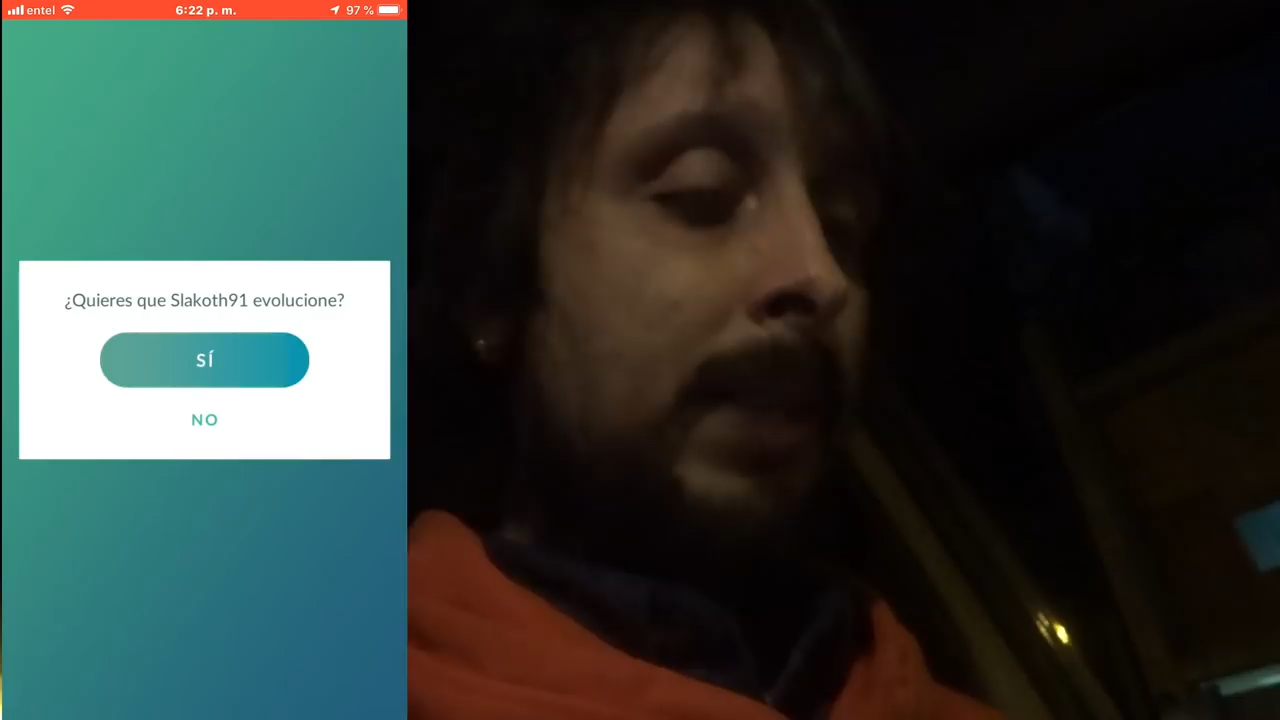 entel 6:22 p. m. 97 %
¿Quieres que Slakoth91 evolucione?
SÍ
NO